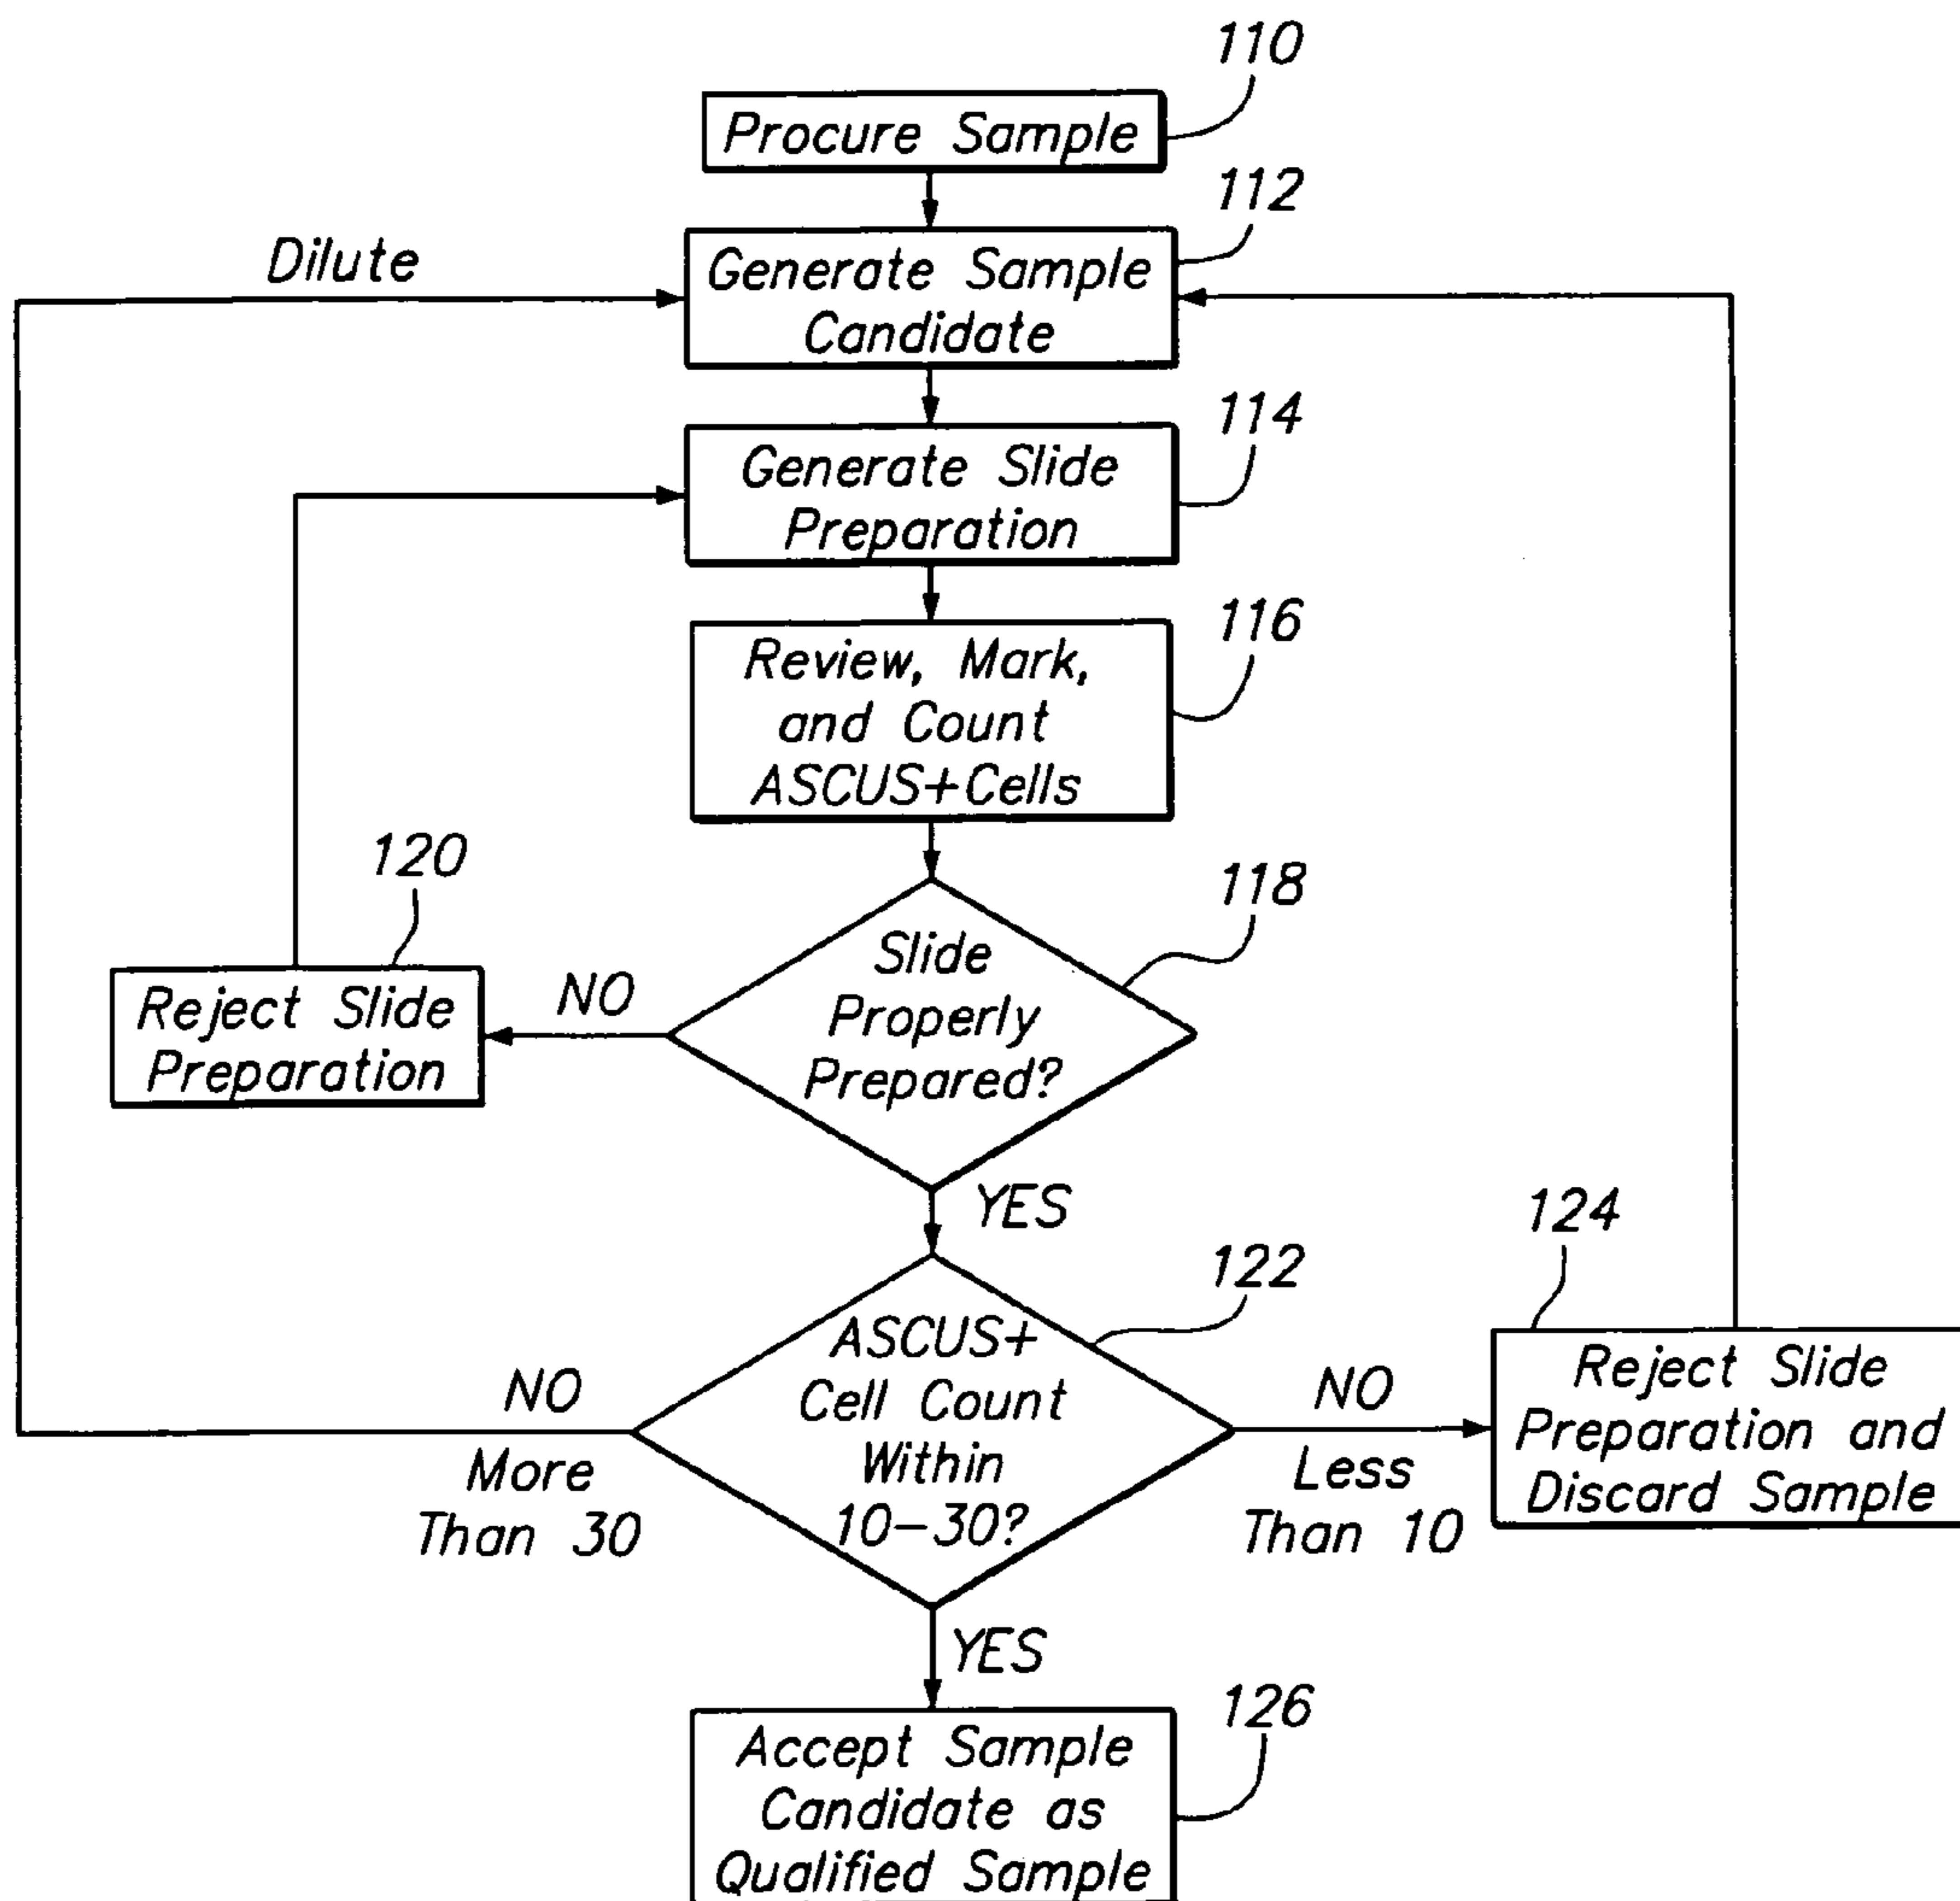 110
Procure Sample
112
Dilute
Generate Sample
Candidate
114
Generate Slide
Preparation
116
Review, Mark,
and Count
ASCUS+Cells
120
118
Slide
Properly
Prepared?
NO
Reject Slide
Preparation
YES
124
122
ASCUS+
Cell Count
Within
10-30?
NO
More
Than 30
NO
Less
Than 10
Reject Slide
Preparation and
Discard Sample
YES
126
Accept Sample
Candidate as
Qualified Sample